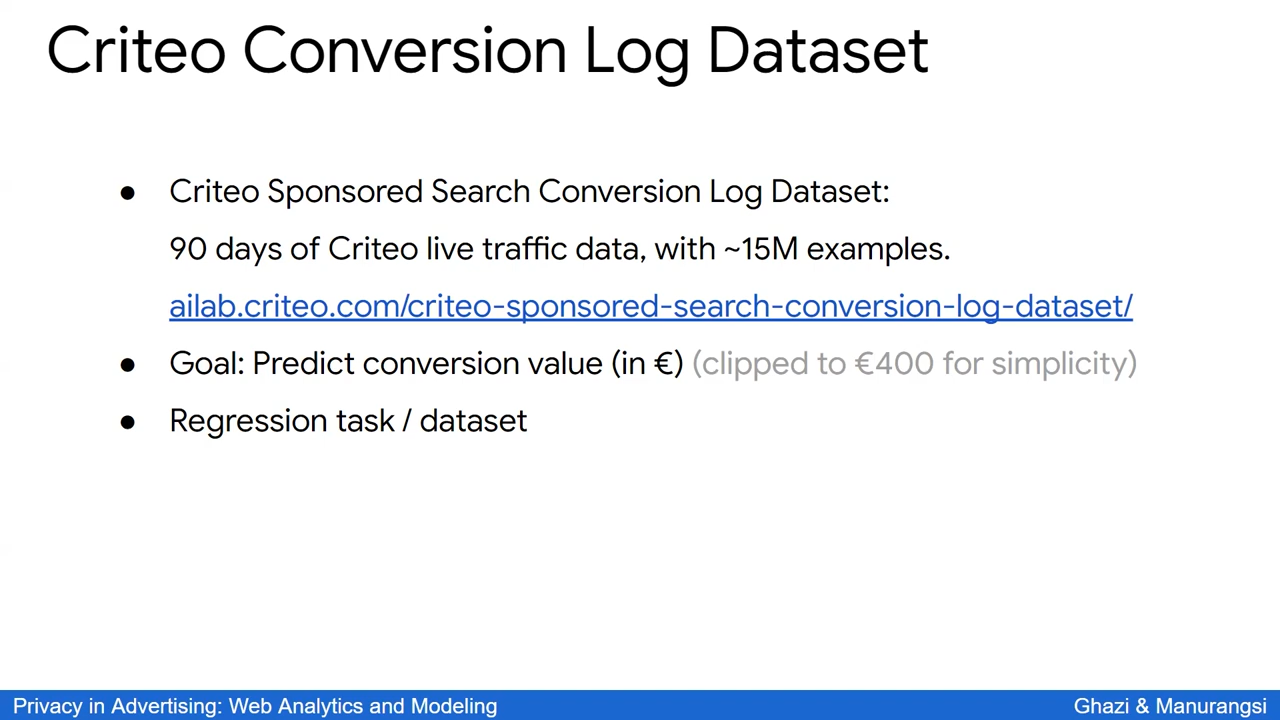 Criteo Conversion Log Dataset
● Criteo Sponsored Search Conversion Log Dataset:
90 days of Criteo live traffic data, with ~15M examples.
ailab.criteo.com/criteo-sponsored-search-conversion-log-dataset/
● Goal: Predict conversion value (in €) (clipped to €400 for simplicity)
● Regression task / dataset
Privacy in Advertising: Web Analytics and Modeling
Ghazi & Manurangsi